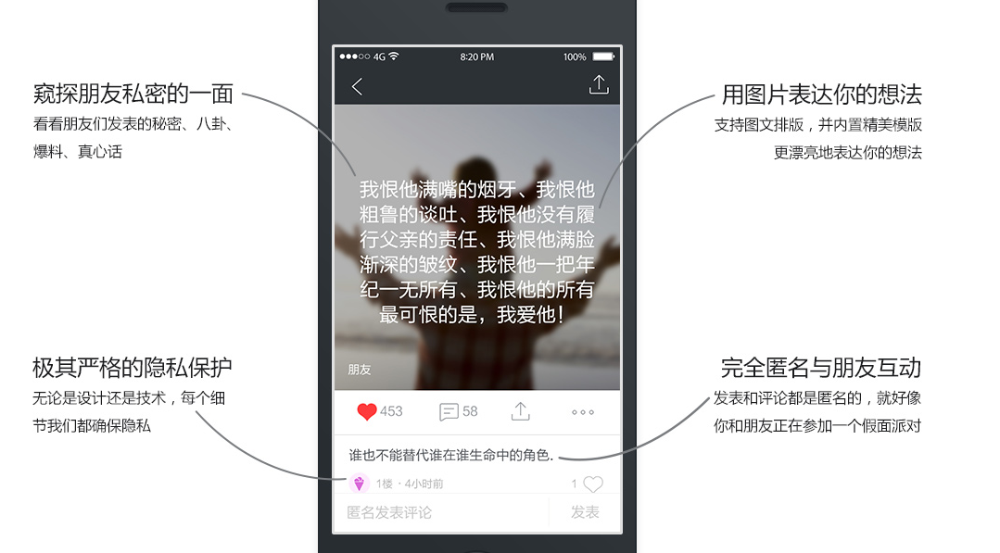 窥探朋友私密的一面
看看朋友们发表的秘密、八卦、
爆料、真心话
极其严格的隐私保护
无论是设计还是技术，每个细
节我们都确保隐私
4G
8:20 PM
100%
我恨他满嘴的烟牙、我恨他
粗鲁的谈吐、我恨他没有履
行父亲的责任、我恨他满脸
渐深的皱纹、我恨他一把年
纪一无所有、我恨他的所有
最可恨的是，我爱他！
朋友
453
58
谁也不能替代谁在谁生命中的角色.
1楼 · 4小时前
1
匿名发表评论
发表
用图片表达你的想法
支持图文排版，并内置精美模版
更漂亮地表达你的想法
完全匿名与朋友互动
发表和评论都是匿名的，就好像
你和朋友正在参加一个假面派对